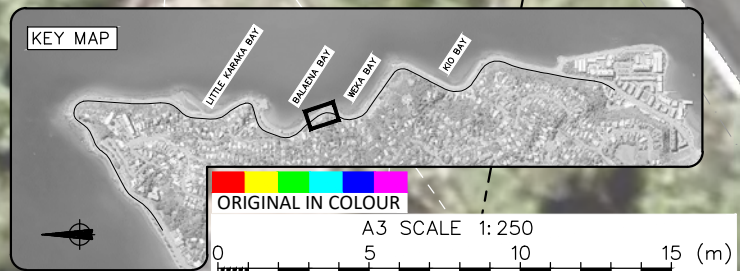 KEY MAP
LITTLE KARAKA BAY
BALAENA BAY
WEKA BAY
KIO BAY
ORIGINAL IN COLOUR
A3 SCALE 1:250
0 5 10 15 (m)